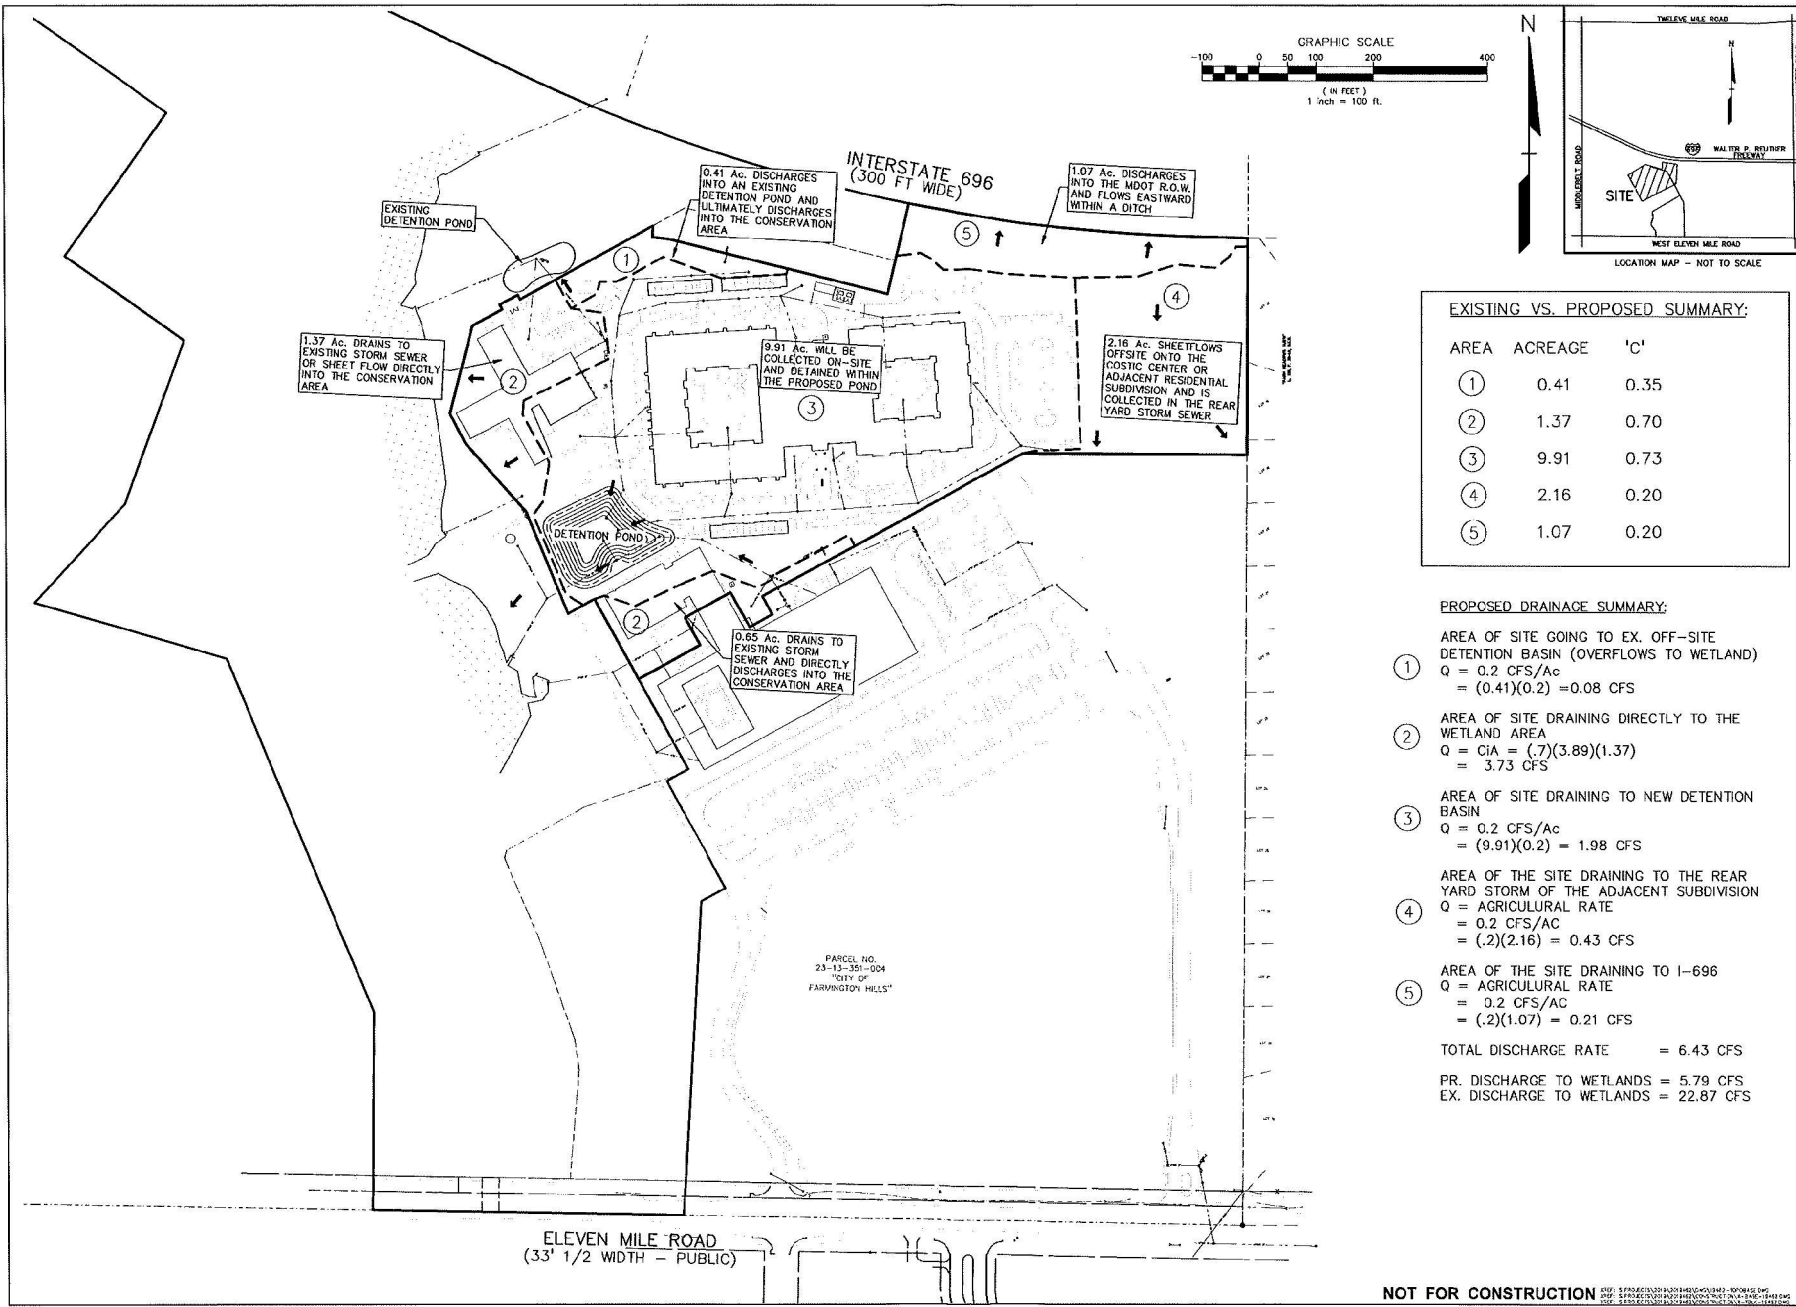 GRAPHIC SCALE
-100 0 50 100 200 400
( IN FEET )
1 inch = 100 ft.
N
TWELEVE MILE ROAD
N
MIDDLEBELT ROAD
WALTER P. REUTHER
FREEWAY
SITE
WEST ELEVEN MILE ROAD
LOCATION MAP - NOT TO SCALE
INTERSTATE 696
(300 FT WIDE)
0.41 Ac. DISCHARGES
INTO AN EXISTING
DETENTION POND AND
ULTIMATELY DISCHARGES
INTO THE CONSERVATION
AREA
1.07 Ac. DISCHARGES
INTO THE MDOT R.O.W.
AND FLOWS EASTWARD
WITHIN A DITCH
EXISTING
DETENTION POND
1
5
4
1.37 Ac. DRAINS TO
EXISTING STORM SEWER
OR SHEET FLOW DIRECTLY
INTO THE CONSERVATION
AREA
2
9.91 Ac. WILL BE
COLLECTED ON-SITE
AND DETAINED WITHIN
THE PROPOSED POND
3
2.16 Ac. SHEETFLOWS
OFFSITE ONTO THE
COSTIC CENTER OR
ADJACENT RESIDENTIAL
SUBDIVISION AND IS
COLLECTED IN THE REAR
YARD STORM SEWER
DETENTION POND
2
0.65 Ac. DRAINS TO
EXISTING STORM
SEWER AND DIRECTLY
DISCHARGES INTO THE
CONSERVATION AREA
PARCEL NO.
23-13-351-004
"CITY OF
FARMINGTON HILLS"
ELEVEN MILE ROAD
(33' 1/2 WIDTH - PUBLIC)
EXISTING VS. PROPOSED SUMMARY:
AREA ACREAGE 'C'
1 0.41 0.35
2 1.37 0.70
3 9.91 0.73
4 2.16 0.20
5 1.07 0.20
PROPOSED DRAINAGE SUMMARY:
AREA OF SITE GOING TO EX. OFF-SITE
DETENTION BASIN (OVERFLOWS TO WETLAND)
1 Q = 0.2 CFS/Ac
= (0.41)(0.2) =0.08 CFS
AREA OF SITE DRAINING DIRECTLY TO THE
2 WETLAND AREA
Q = CiA = (.7)(3.89)(1.37)
= 3.73 CFS
AREA OF SITE DRAINING TO NEW DETENTION
3 BASIN
Q = 0.2 CFS/Ac
= (9.91)(0.2) = 1.98 CFS
AREA OF THE SITE DRAINING TO THE REAR
YARD STORM OF THE ADJACENT SUBDIVISION
4 Q = AGRICULURAL RATE
= 0.2 CFS/AC
= (.2)(2.16) = 0.43 CFS
AREA OF THE SITE DRAINING TO I-696
5 Q = AGRICULURAL RATE
= 0.2 CFS/AC
= (.2)(1.07) = 0.21 CFS
TOTAL DISCHARGE RATE = 6.43 CFS
PR. DISCHARGE TO WETLANDS = 5.79 CFS
EX. DISCHARGE TO WETLANDS = 22.87 CFS
NOT FOR CONSTRUCTION